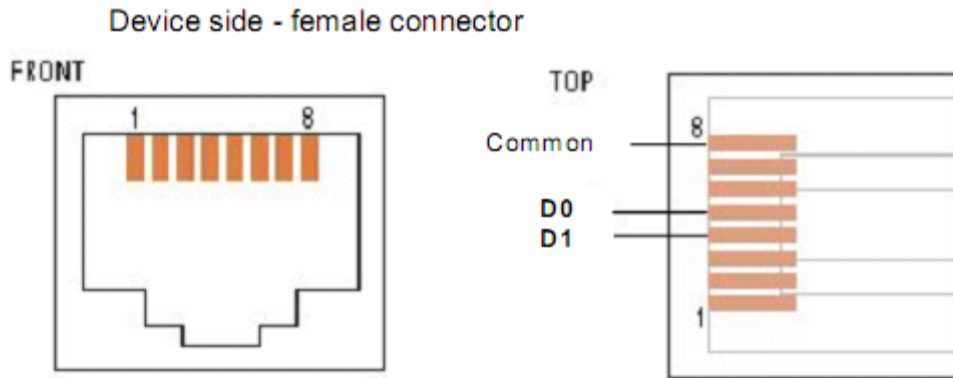 Device side - female connector
FRONT
1 8
TOP
8
Common
D0
D1
1